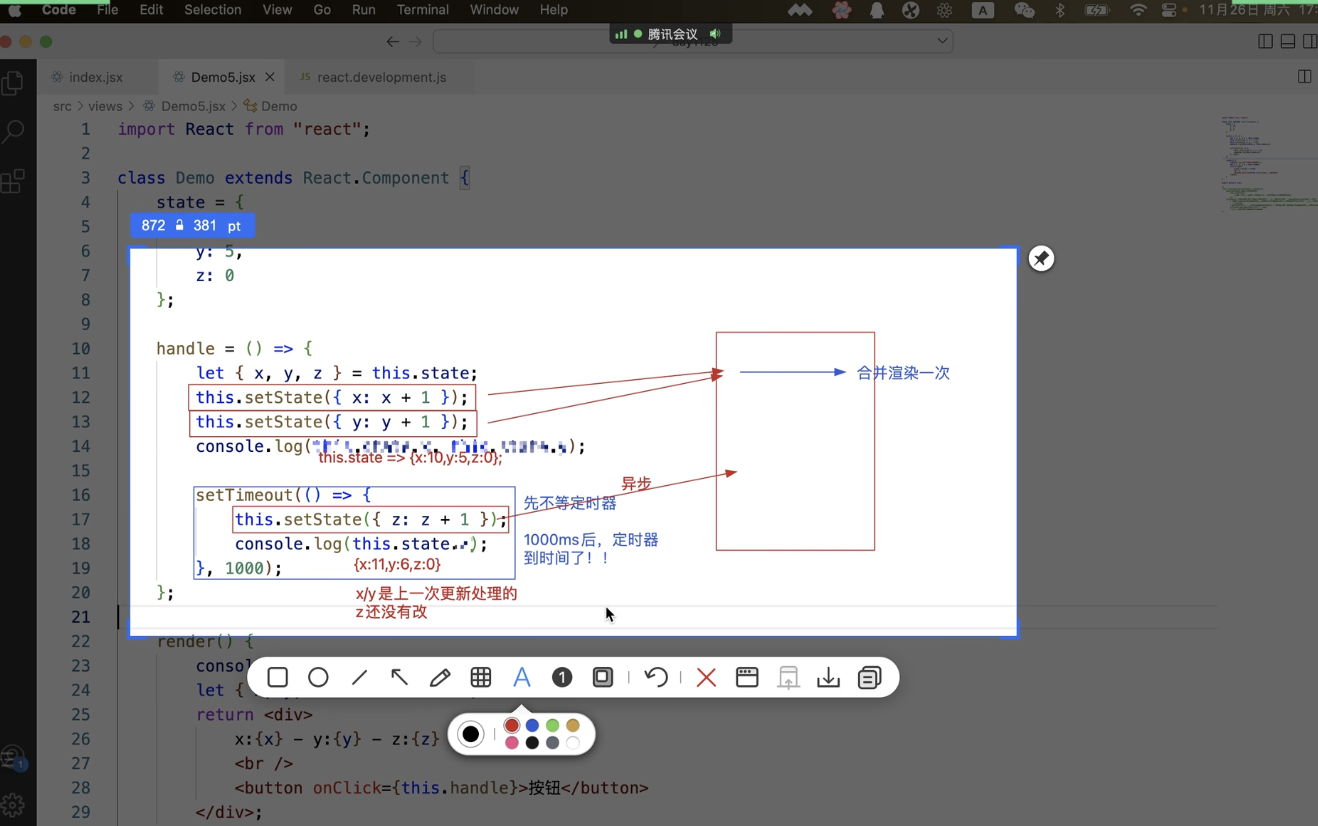 Code File Edit Selection View Go Run Terminal Window Help
A
11月26日 周六 17:
腾讯会议
index.jsx
Demo5.jsx
JS react.development.js
src > views > Demo5.jsx > Demo
1 import React from "react";
2
3 class Demo extends React.Component {
4 state = {
5
872 381 pt
6 y: 5,
7 z: 0
8 };
9
10 handle = () => {
11 let { x, y, z } = this.state;
12 this.setState({ x: x + 1 });
合并渲染一次
13 this.setState({ y: y + 1 });
14 console.log( );
this.state => {x:10,y:5,z:0};
15
异步
16 setTimeout(() => {
先不等定时器
17 this.setState({ z: z + 1 });
18 console.log(this.state. );
1000ms后，定时器
到时间了！！
19 }, 1000);
{x:11,y:6,z:0}
20 };
x/y是上一次更新处理的
z还没有改
21
22 render() {
23 consol
24 let {
25 return <div>
26 x:{x} - y:{y} - z:{z}
27 <br />
28 <button onClick={this.handle}>按钮</button>
29 </div>;
A
1
1